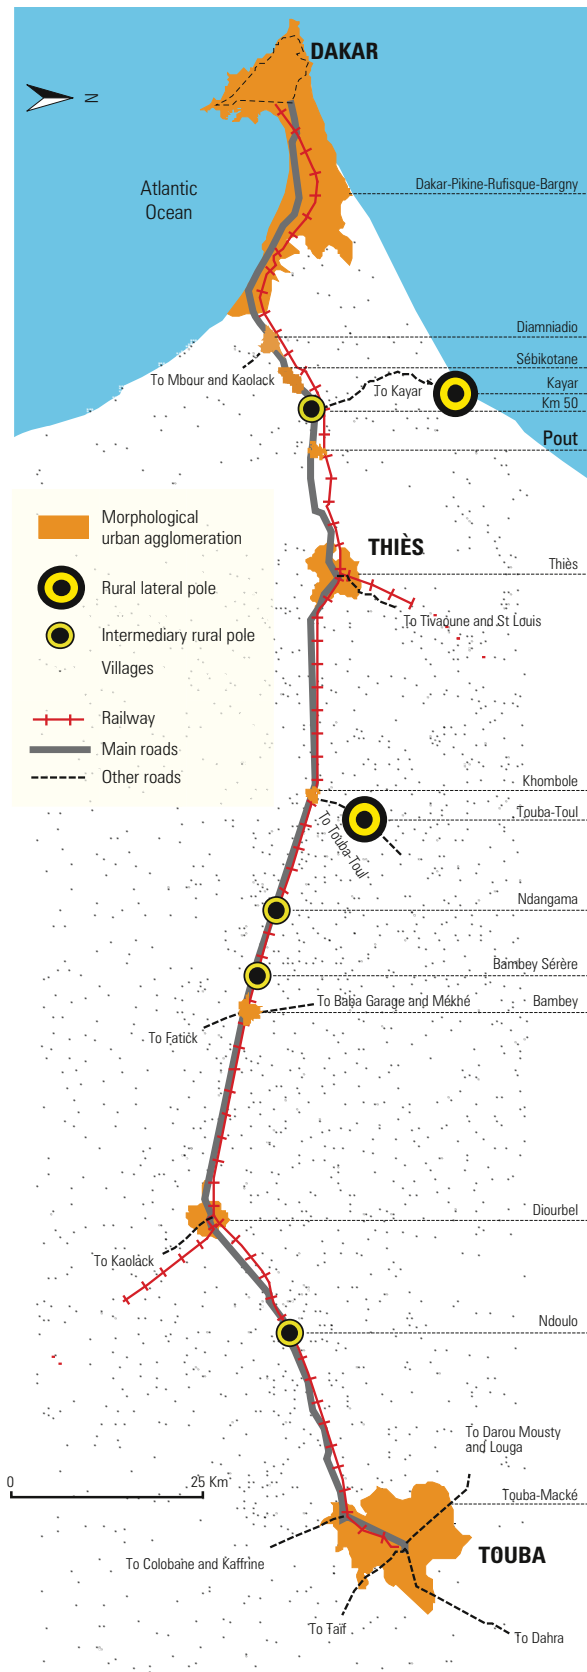 DAKAR
N
Atlantic
Ocean
Dakar-Pikine-Rufisque-Bargny
Diamniadio
To Mbour and Kaolack
Sébikotane
To Kayar
Kayar
Km 50
Pout
Morphological
urban agglomeration
Rural lateral pole
Intermediary rural pole
Villages
Railway
Main roads
Other roads
THIÈS
Thiès
To Tivaoune and St Louis
Khombole
Touba-Toul
To Touba-Toul
Ndangama
Bambey Sérère
To Baba Garage and Mékhé
Bambey
To Fatick
Diourbel
To Kaolack
Ndoulo
To Darou Mousty
and Louga
0
25 Km
Touba-Macké
To Colobane and Kaffrine
TOUBA
To Taïf
To Dahra